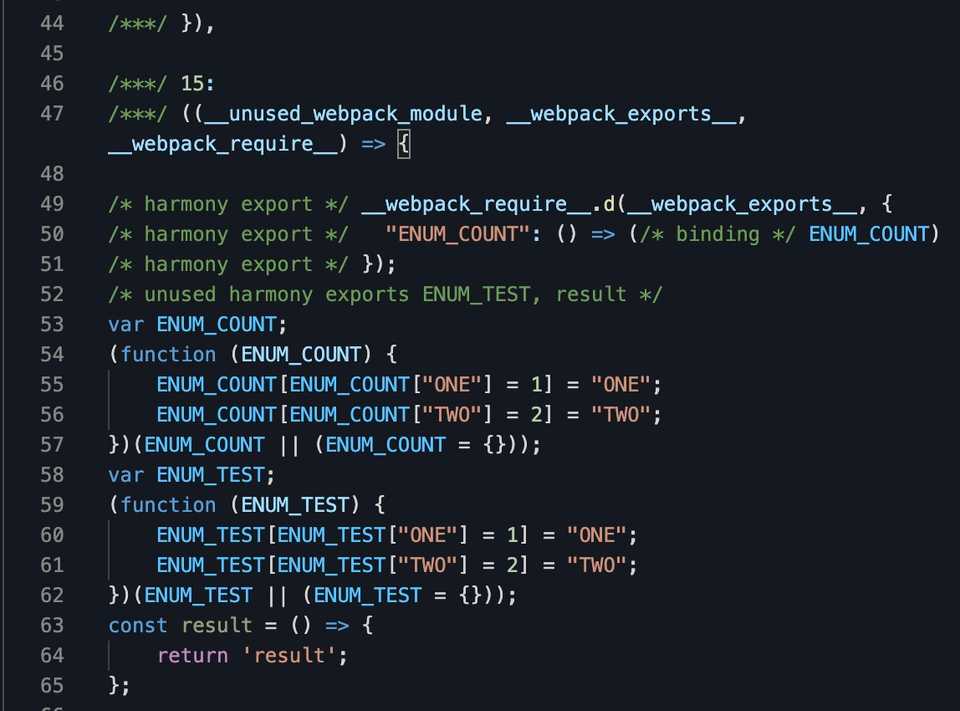 44 /***/ }),
45
46 /***/ 15:
47 /***/ ((__unused_webpack_module, __webpack_exports__,
__webpack_require__) => {
48
49 /* harmony export */ __webpack_require__.d(__webpack_exports__, {
50 /* harmony export */   "ENUM_COUNT": () => (/* binding */ ENUM_COUNT)
51 /* harmony export */ });
52 /* unused harmony exports ENUM_TEST, result */
53 var ENUM_COUNT;
54 (function (ENUM_COUNT) {
55     ENUM_COUNT[ENUM_COUNT["ONE"] = 1] = "ONE";
56     ENUM_COUNT[ENUM_COUNT["TWO"] = 2] = "TWO";
57 })(ENUM_COUNT || (ENUM_COUNT = {}));
58 var ENUM_TEST;
59 (function (ENUM_TEST) {
60     ENUM_TEST[ENUM_TEST["ONE"] = 1] = "ONE";
61     ENUM_TEST[ENUM_TEST["TWO"] = 2] = "TWO";
62 })(ENUM_TEST || (ENUM_TEST = {}));
63 const result = () => {
64     return 'result';
65 };